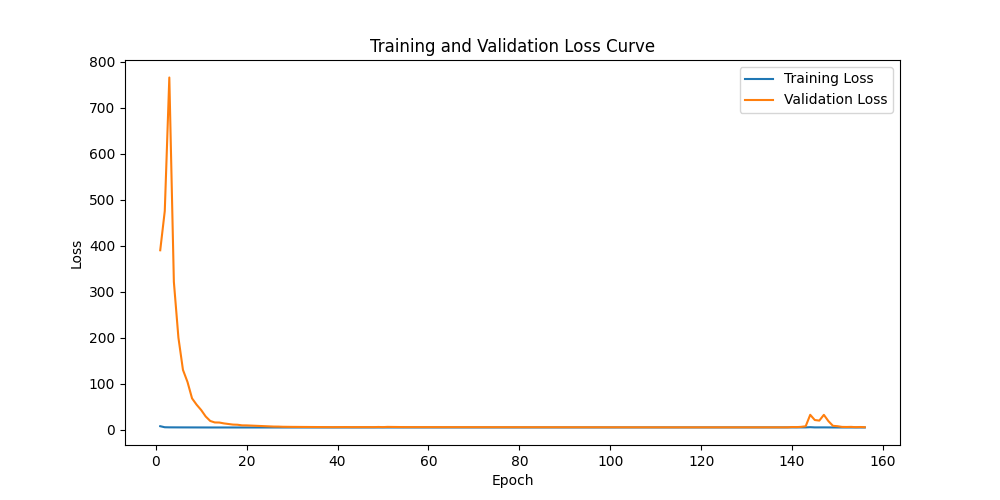 Training and Validation Loss Curve
Training Loss
Validation Loss
800
700
600
500
400
300
200
100
0
Loss
0 20 40 60 80 100 120 140 160
Epoch